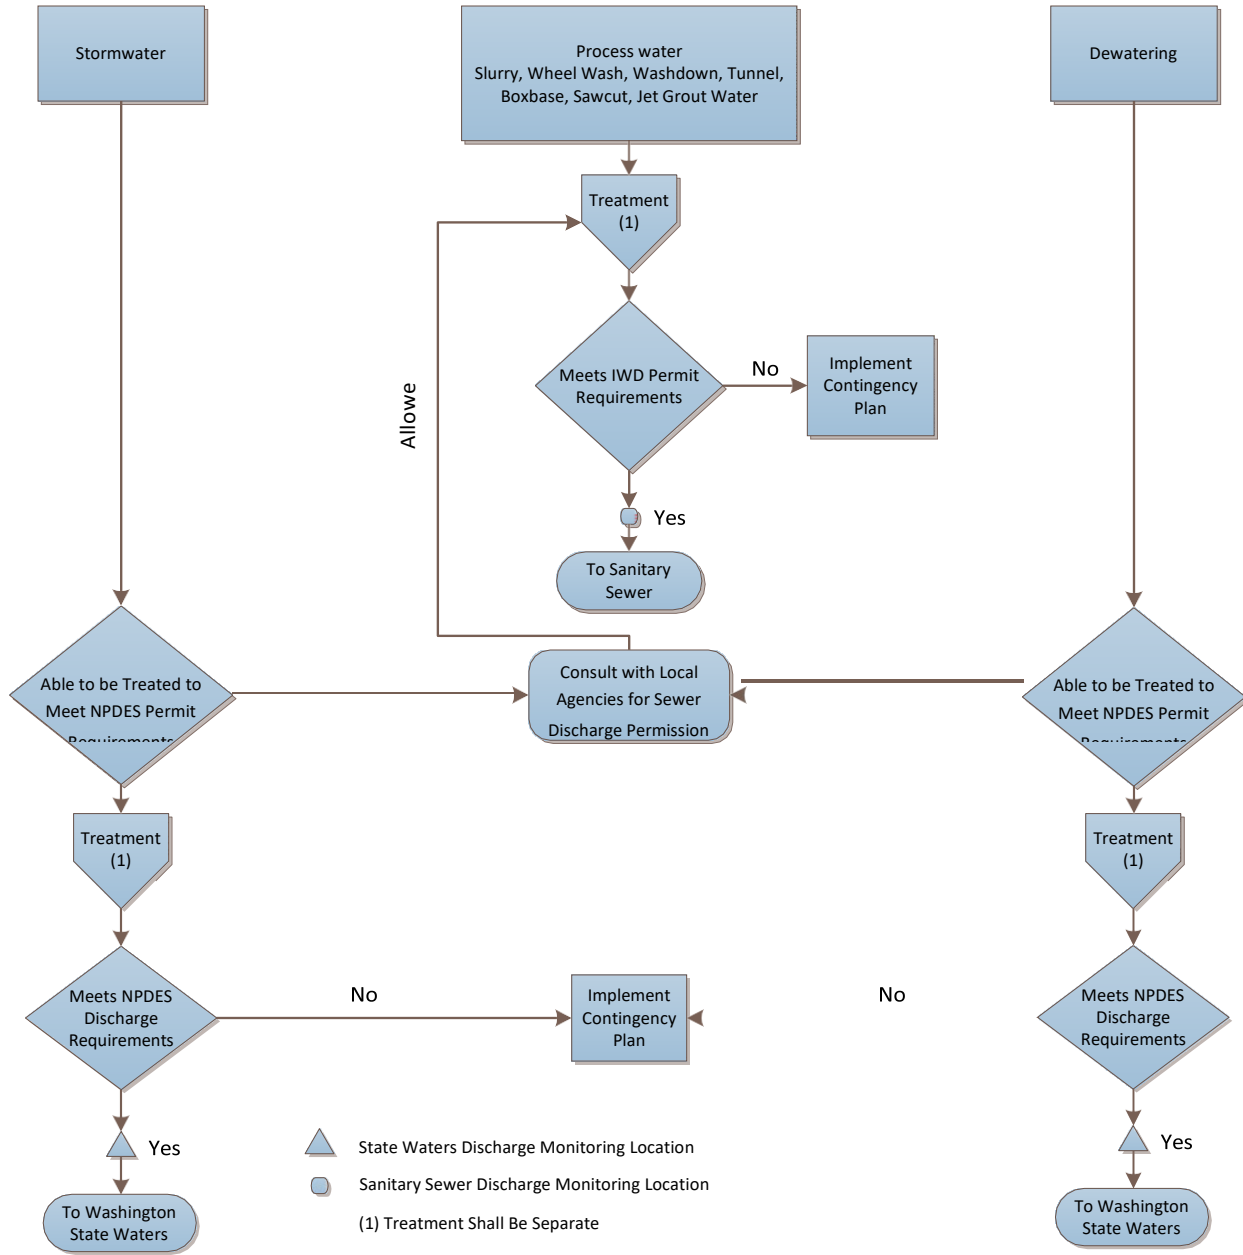 Stormwater
Process water
Slurry, Wheel Wash, Washdown, Tunnel,
Boxbase, Sawcut, Jet Grout Water
Dewatering
Treatment
(1)
Meets IWD Permit
Requirements
No
Implement
Contingency
Plan
Allowe
Yes
To Sanitary
Sewer
Able to be Treated to
Meet NPDES Permit
Requirements
Consult with Local
Agencies for Sewer
Discharge Permission
Able to be Treated to
Meet NPDES Permit
Requirements
Treatment
(1)
Treatment
(1)
Meets NPDES
Discharge
Requirements
No
Implement
Contingency
Plan
No
Meets NPDES
Discharge
Requirements
Yes
State Waters Discharge Monitoring Location
Yes
Sanitary Sewer Discharge Monitoring Location
(1) Treatment Shall Be Separate
To Washington
State Waters
To Washington
State Waters